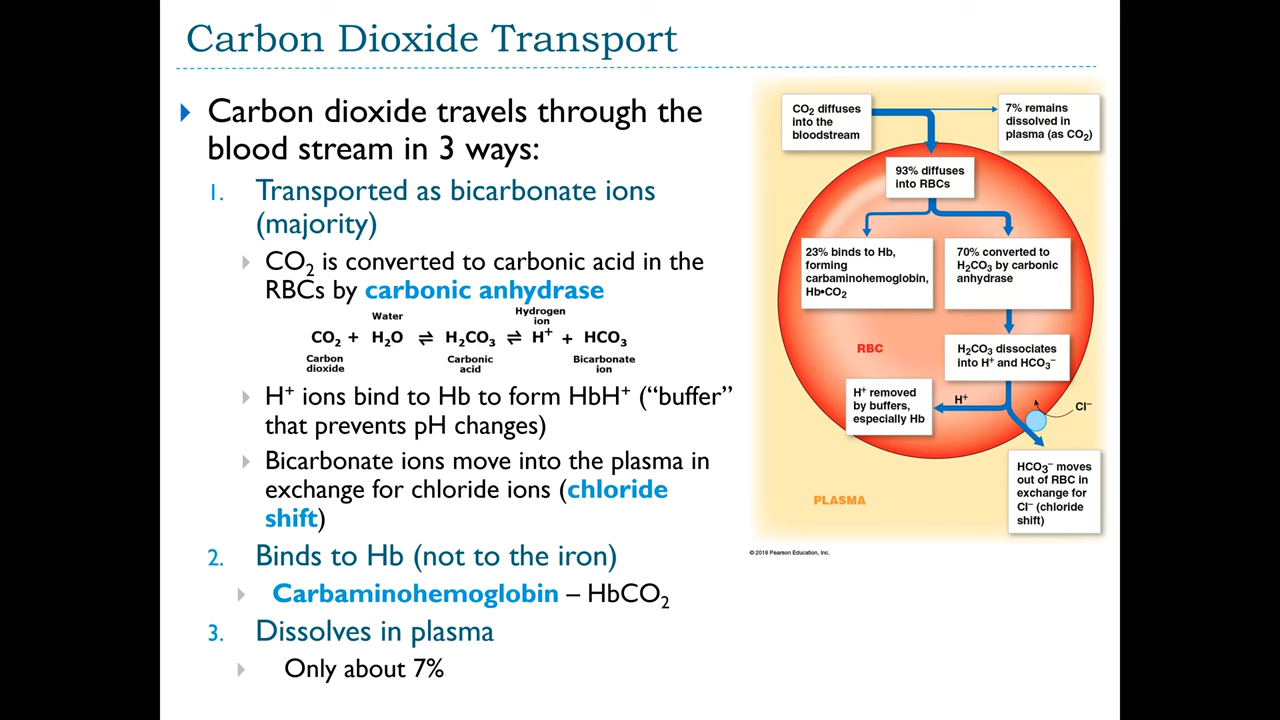 Carbon Dioxide Transport
Carbon dioxide travels through the
blood stream in 3 ways:
1. Transported as bicarbonate ions
(majority)
CO₂ is converted to carbonic acid in the
RBCs by carbonic anhydrase
Water
Hydrogen
ion
CO₂ + H₂O ⇌ H₂CO₃ ⇌ H⁺ + HCO₃
Carbon
dioxide
Carbonic
acid
Bicarbonate
ion
H⁺ ions bind to Hb to form HbH⁺ (“buffer”
that prevents pH changes)
Bicarbonate ions move into the plasma in
exchange for chloride ions (chloride
shift)
2. Binds to Hb (not to the iron)
Carbaminohemoglobin – HbCO₂
3. Dissolves in plasma
Only about 7%
CO₂ diffuses
into the
bloodstream
7% remains
dissolved in
plasma (as CO₂)
93% diffuses
into RBCs
23% binds to Hb,
forming
carbaminohemoglobin,
Hb•CO₂
70% converted to
H₂CO₃ by carbonic
anhydrase
RBC
H₂CO₃ dissociates
into H⁺ and HCO₃⁻
H⁺ removed
by buffers,
especially Hb
H⁺
Cl⁻
HCO₃⁻ moves
out of RBC in
exchange for
Cl⁻ (chloride
shift)
PLASMA
© 2018 Pearson Education, Inc.